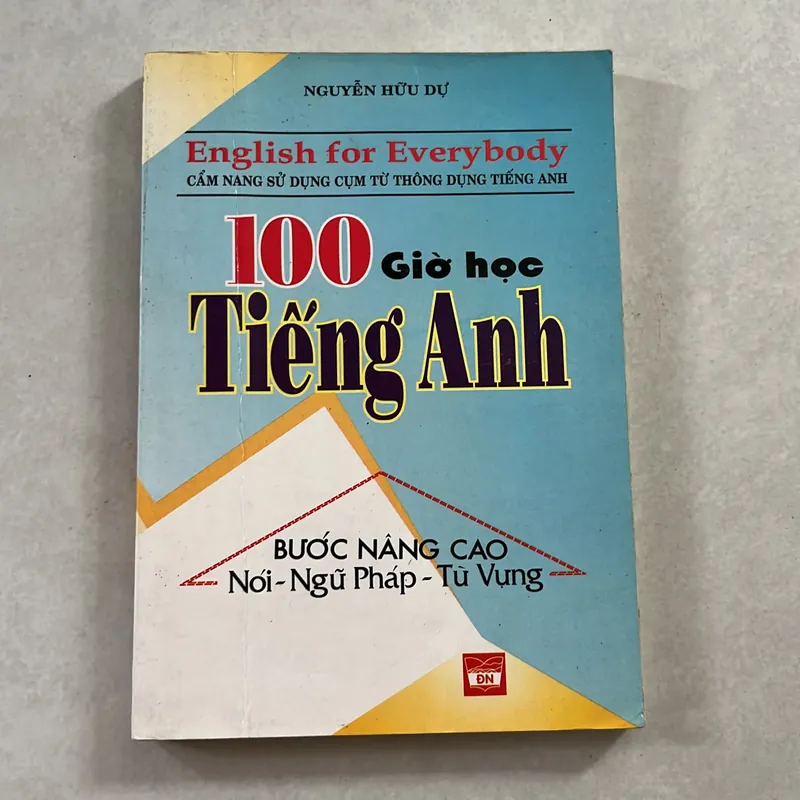 NGUYỄN HỮU DỰ
English for Everybody
CẨM NANG SỬ DỤNG CỤM TỪ THÔNG DỤNG TIẾNG ANH
100 Giờ học
Tiếng Anh
BƯỚC NÂNG CAO
Nói - Ngữ Pháp - Từ Vựng
ĐN